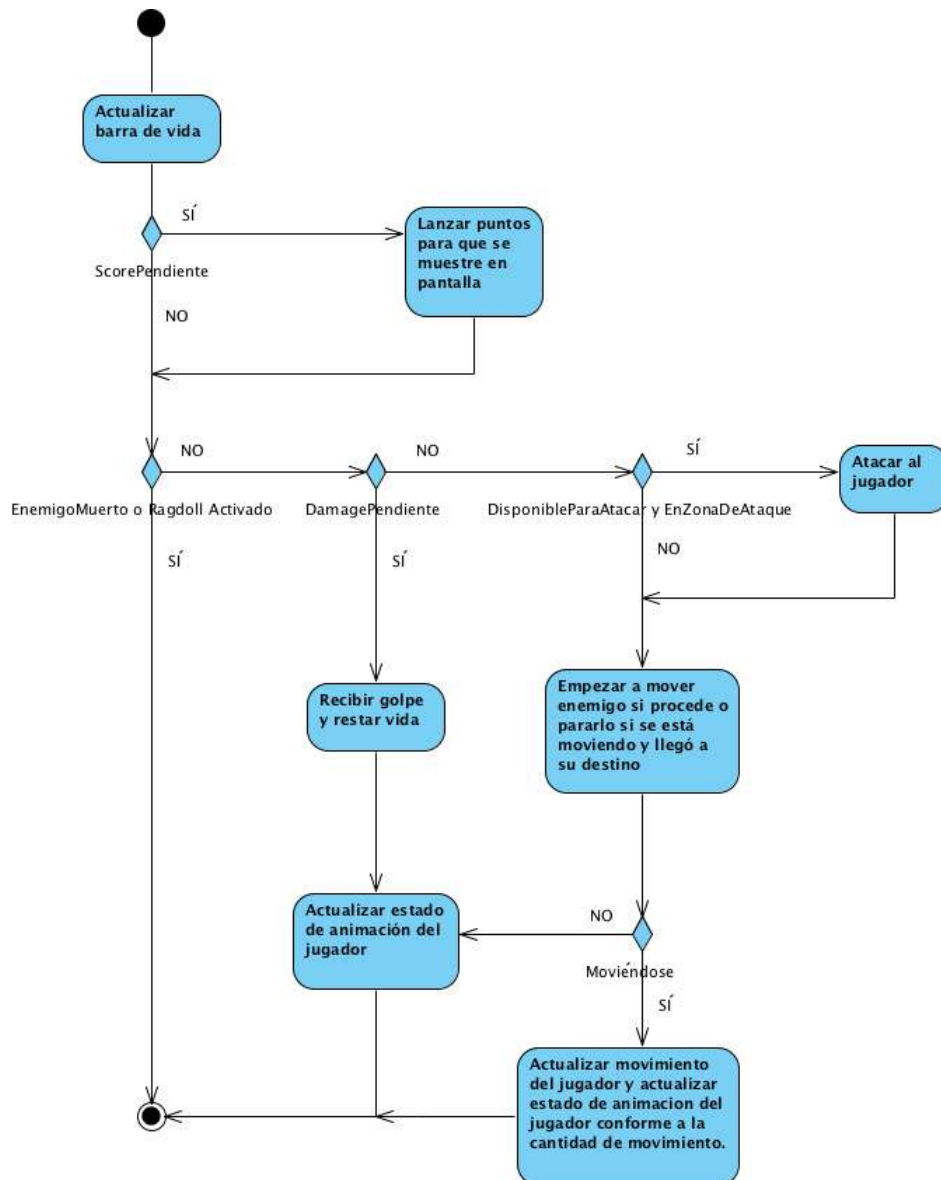 Actualizar
barra de vida
SÍ
Lanzar puntos
para que se
muestre en
pantalla
ScorePendiente
NO
NO
NO
SÍ
Atacar al
jugador
EnemigoMuerto o Ragdoll Activado
DamagePendiente
DisponibleParaAtacar y EnZonaDeAtaque
SÍ
SÍ
NO
Recibir golpe
y restar vida
Empezar a mover
enemigo si procede o
pararlo si se está
moviendo y llegó a
su destino
Actualizar estado
de animación del
jugador
NO
Moviéndose
SÍ
Actualizar movimiento
del jugador y actualizar
estado de animacion del
jugador conforme a la
cantidad de movimiento.